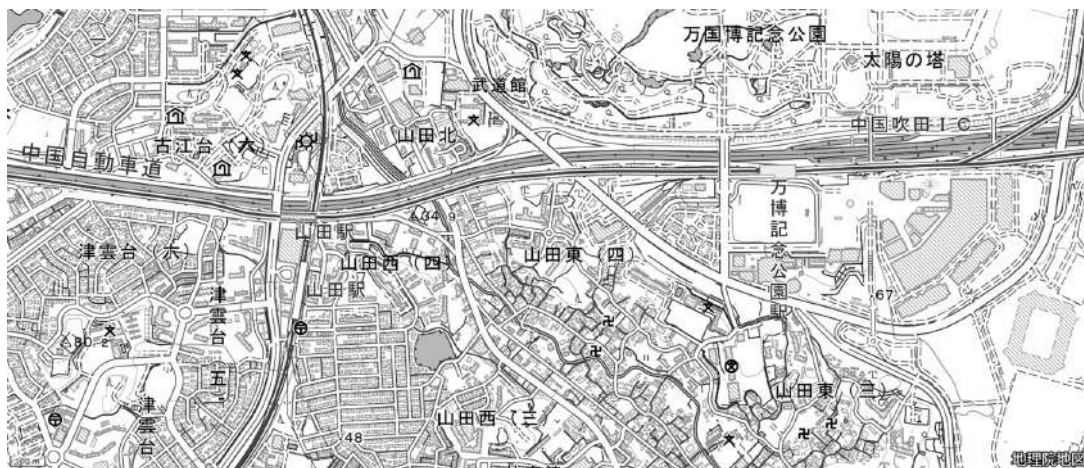 万国博記念公園
太陽の塔
武道館
中国吹田IC
山田北
古江台(六)
中国自動車道
万博記念公園駅
34.9
山田駅
津雲台(六)
山田西(四)
山田東(四)
山田駅
67
津雲台(五)
80.2
山田東(三)
津雲台
山田西(三)
48
地理院地図